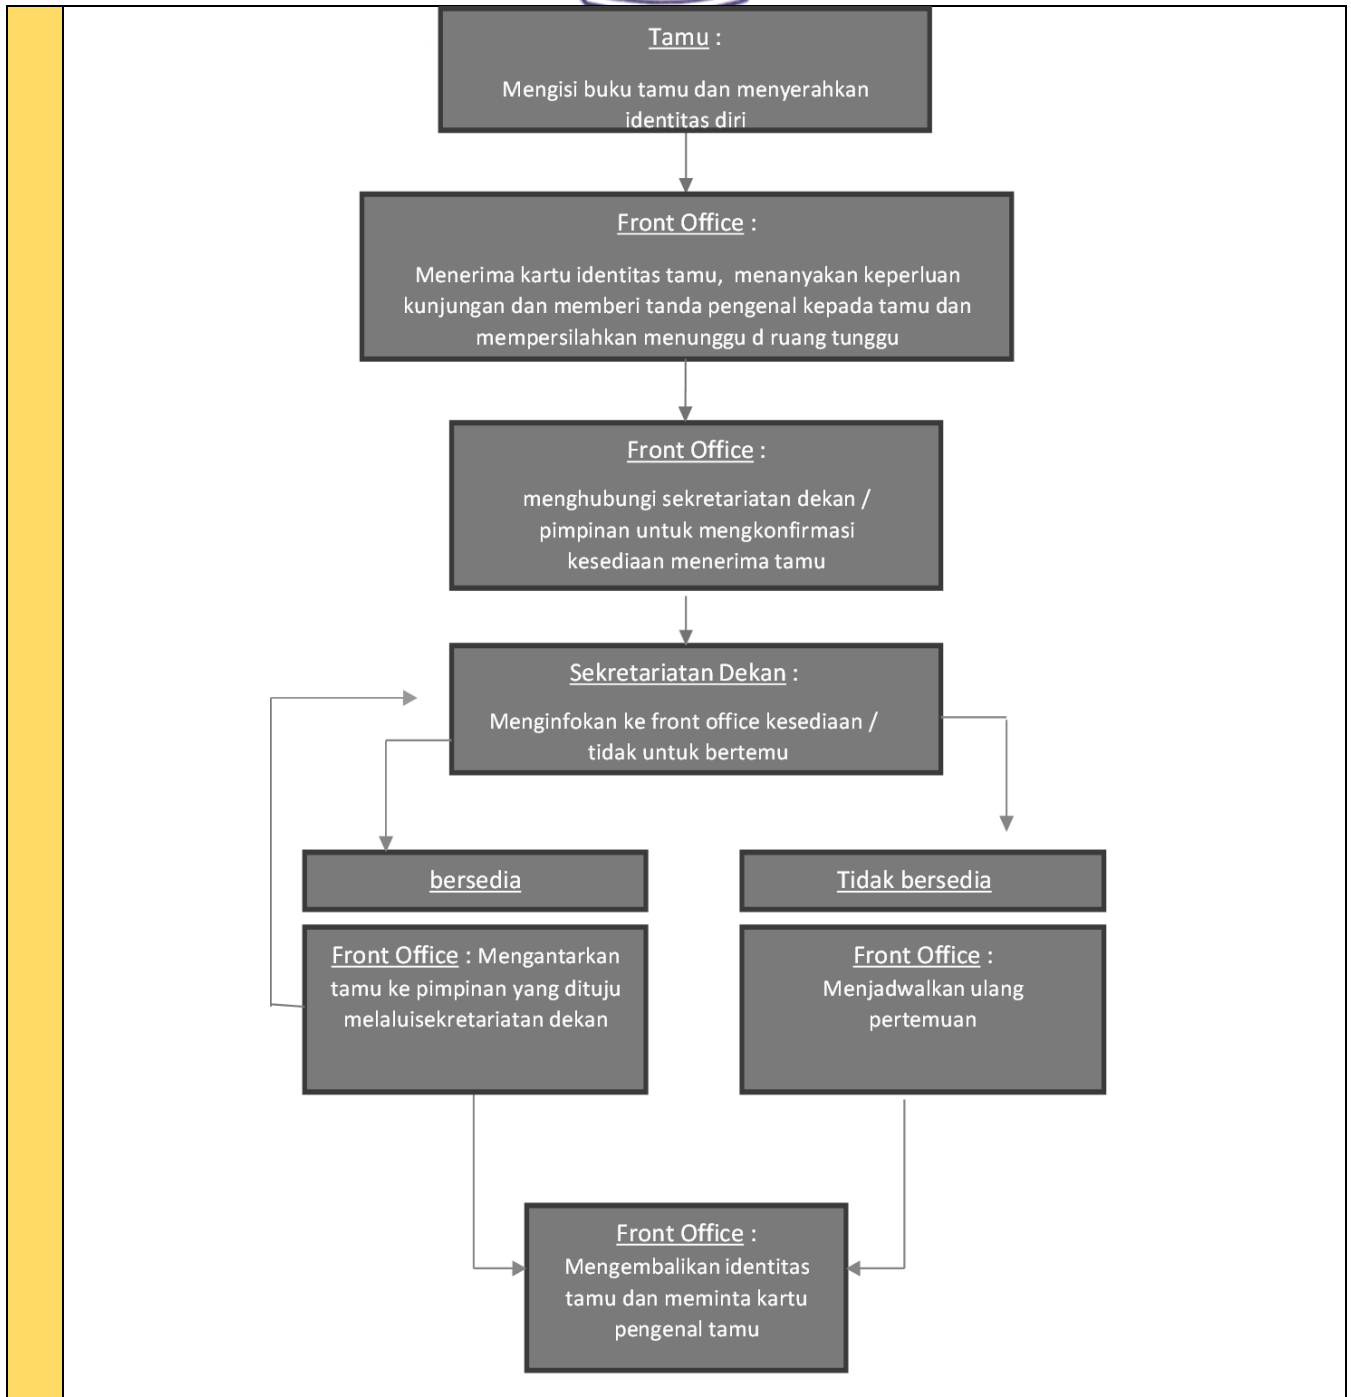 Tamu :
Mengisi buku tamu dan menyerahkan
identitas diri
Front Office :
Menerima kartu identitas tamu, menanyakan keperluan
kunjungan dan memberi tanda pengenal kepada tamu dan
mempersilahkan menunggu d ruang tunggu
Front Office :
menghubungi sekretariatan dekan /
pimpinan untuk mengkonfirmasi
kesediaan menerima tamu
Sekretariatan Dekan :
Menginfokan ke front office kesediaan /
tidak untuk bertemu
bersedia
Front Office : Mengantarkan
tamu ke pimpinan yang dituju
melaluisekretariatan dekan
Tidak bersedia
Front Office :
Menjadwalkan ulang
pertemuan
Front Office :
Mengembalikan identitas
tamu dan meminta kartu
pengenal tamu